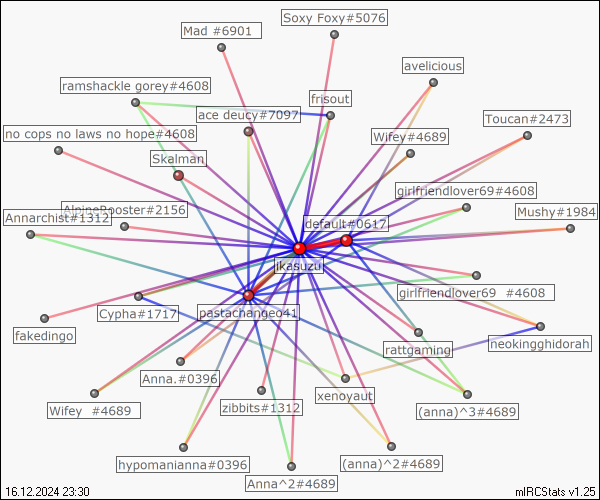 Soxy Foxy#5076
Mad #6901
avelicious
ramshackle gorey#4608
frisout
ace deucy#7097
Toucan#2473
no cops no laws no hope#4608
Wifey#4689
Skalman
girlfriendlover69#4608
AlpineRooster#2156
Mushy#1984
Annarchist#1312
default#0617
ikasuzu
girlfriendlover69 #4608
Cypha#1717
pastachangeo41
fakedingo
neokingghidorah
rattgaming
Anna.#0396
xenoyaut
Wifey #4689
zibbits#1312
(anna)^3#4689
hypomanianna#0396
(anna)^2#4689
Anna^2#4689
16.12.2024 23:30
mIRCStats v1.25